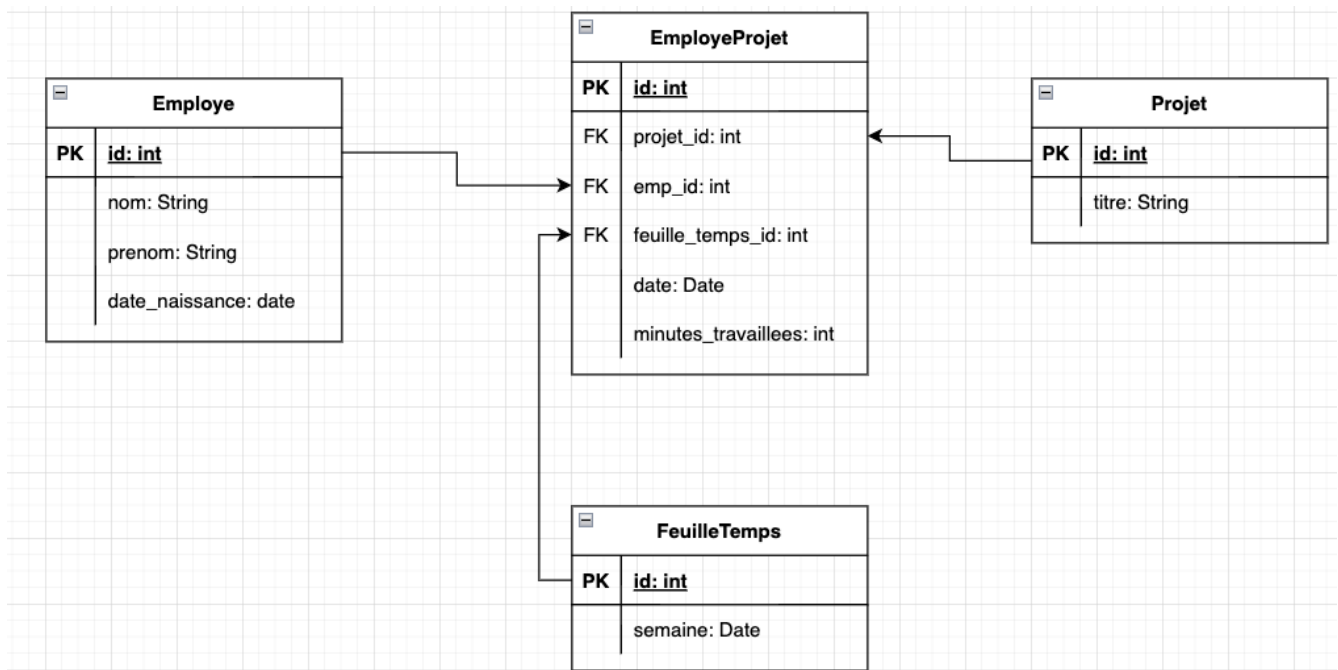 EmployeProjet
PK id: int
FK projet_id: int
FK emp_id: int
FK feuille_temps_id: int
date: Date
minutes_travaillees: int
Employe
PK id: int
nom: String
prenom: String
date_naissance: date
Projet
PK id: int
titre: String
FeuilleTemps
PK id: int
semaine: Date